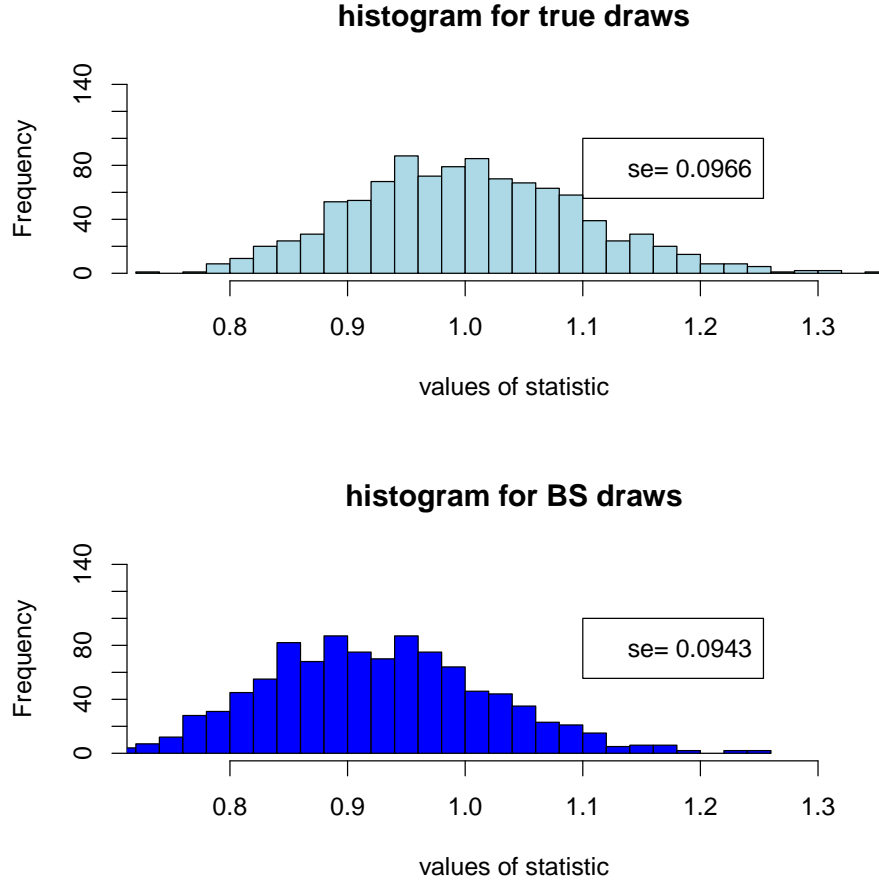 histogram for true draws
Frequency
0 40 80 140
se= 0.0966
0.8 0.9 1.0 1.1 1.2 1.3
values of statistic
histogram for BS draws
Frequency
0 40 80 140
se= 0.0943
0.8 0.9 1.0 1.1 1.2 1.3
values of statistic